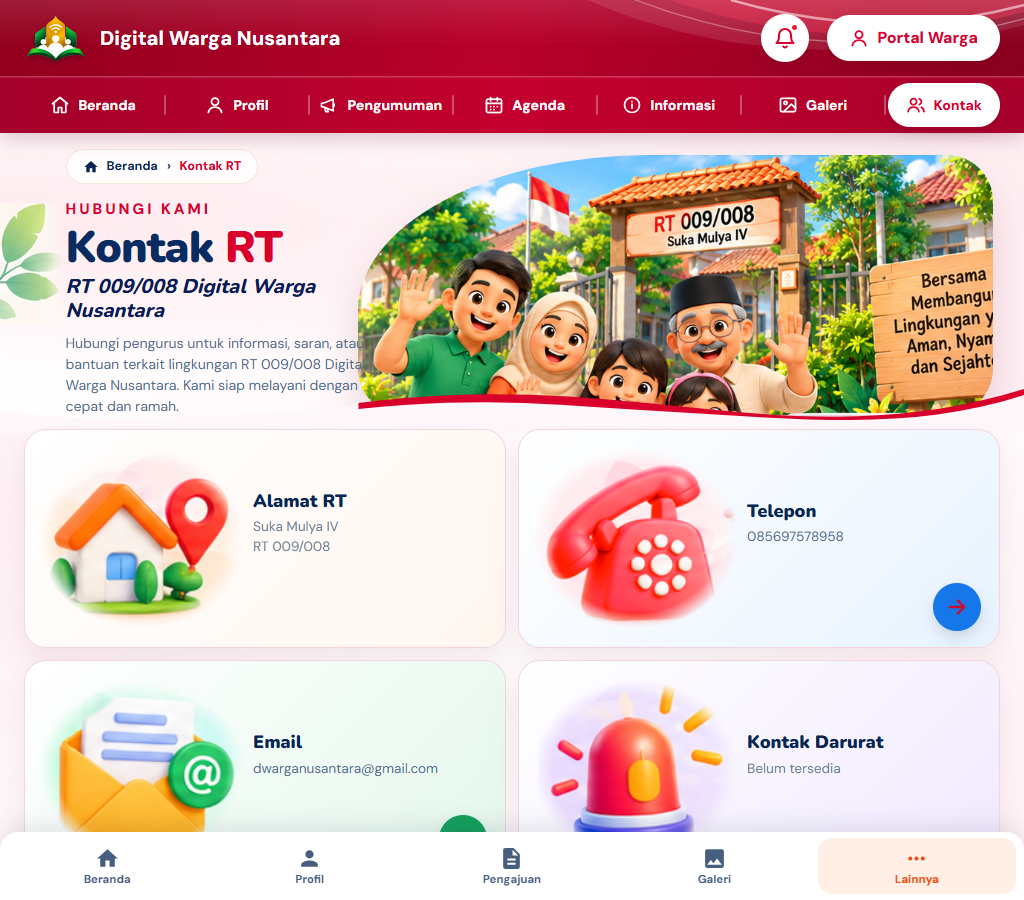 Digital Warga Nusantara
Portal Warga
Beranda
Profil
Pengumuman
Agenda
Informasi
Galeri
Kontak
Beranda › Kontak RT
HUBUNGI KAMI
Kontak RT
RT 009/008 Digital Warga
Nusantara
Hubungi pengurus untuk informasi, saran, atau
bantuan terkait lingkungan RT 009/008 Digital
Warga Nusantara. Kami siap melayani dengan
cepat dan ramah.
RT 009/008
Suka Mulya IV
Bersama
Membangu
Lingkungan y
Aman, Nyam
dan Sejaht
Alamat RT
Suka Mulya IV
RT 009/008
Telepon
085697578958
Email
dwarganusantara@gmail.com
@
Kontak Darurat
Belum tersedia
Beranda
Profil
Pengajuan
Galeri
Lainnya